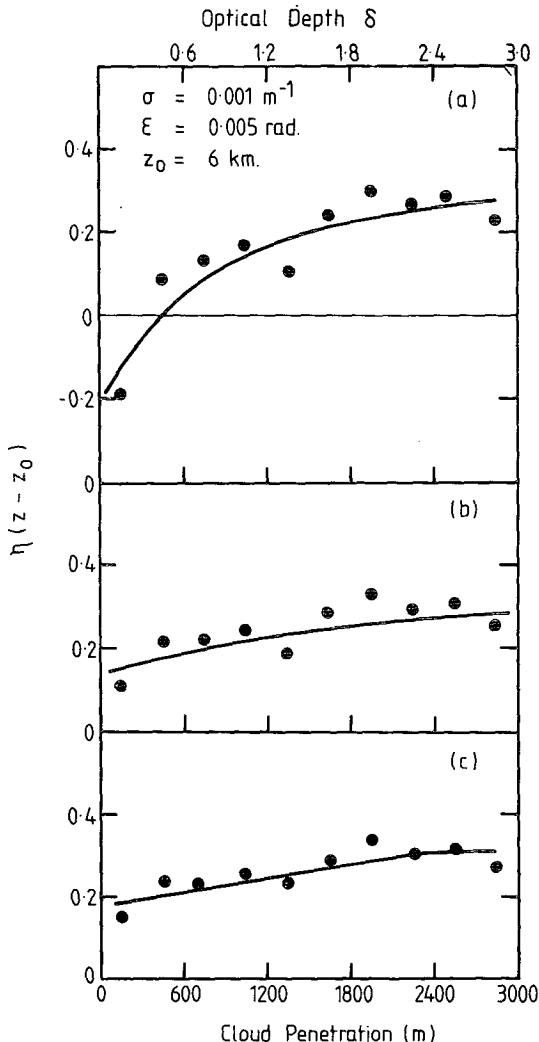 Optical Depth δ
0·6 1·2 1·8 2·4 3·0
σ = 0·001 m⁻¹
ε = 0·005 rad.
z₀ = 6 km.
(a)
0·4
0·2
0
-0·2
0
η (z - z₀)
(b)
0·4
0·2
0
(c)
0·4
0·2
0
0 600 1200 1800 2400 3000
Cloud Penetration (m)